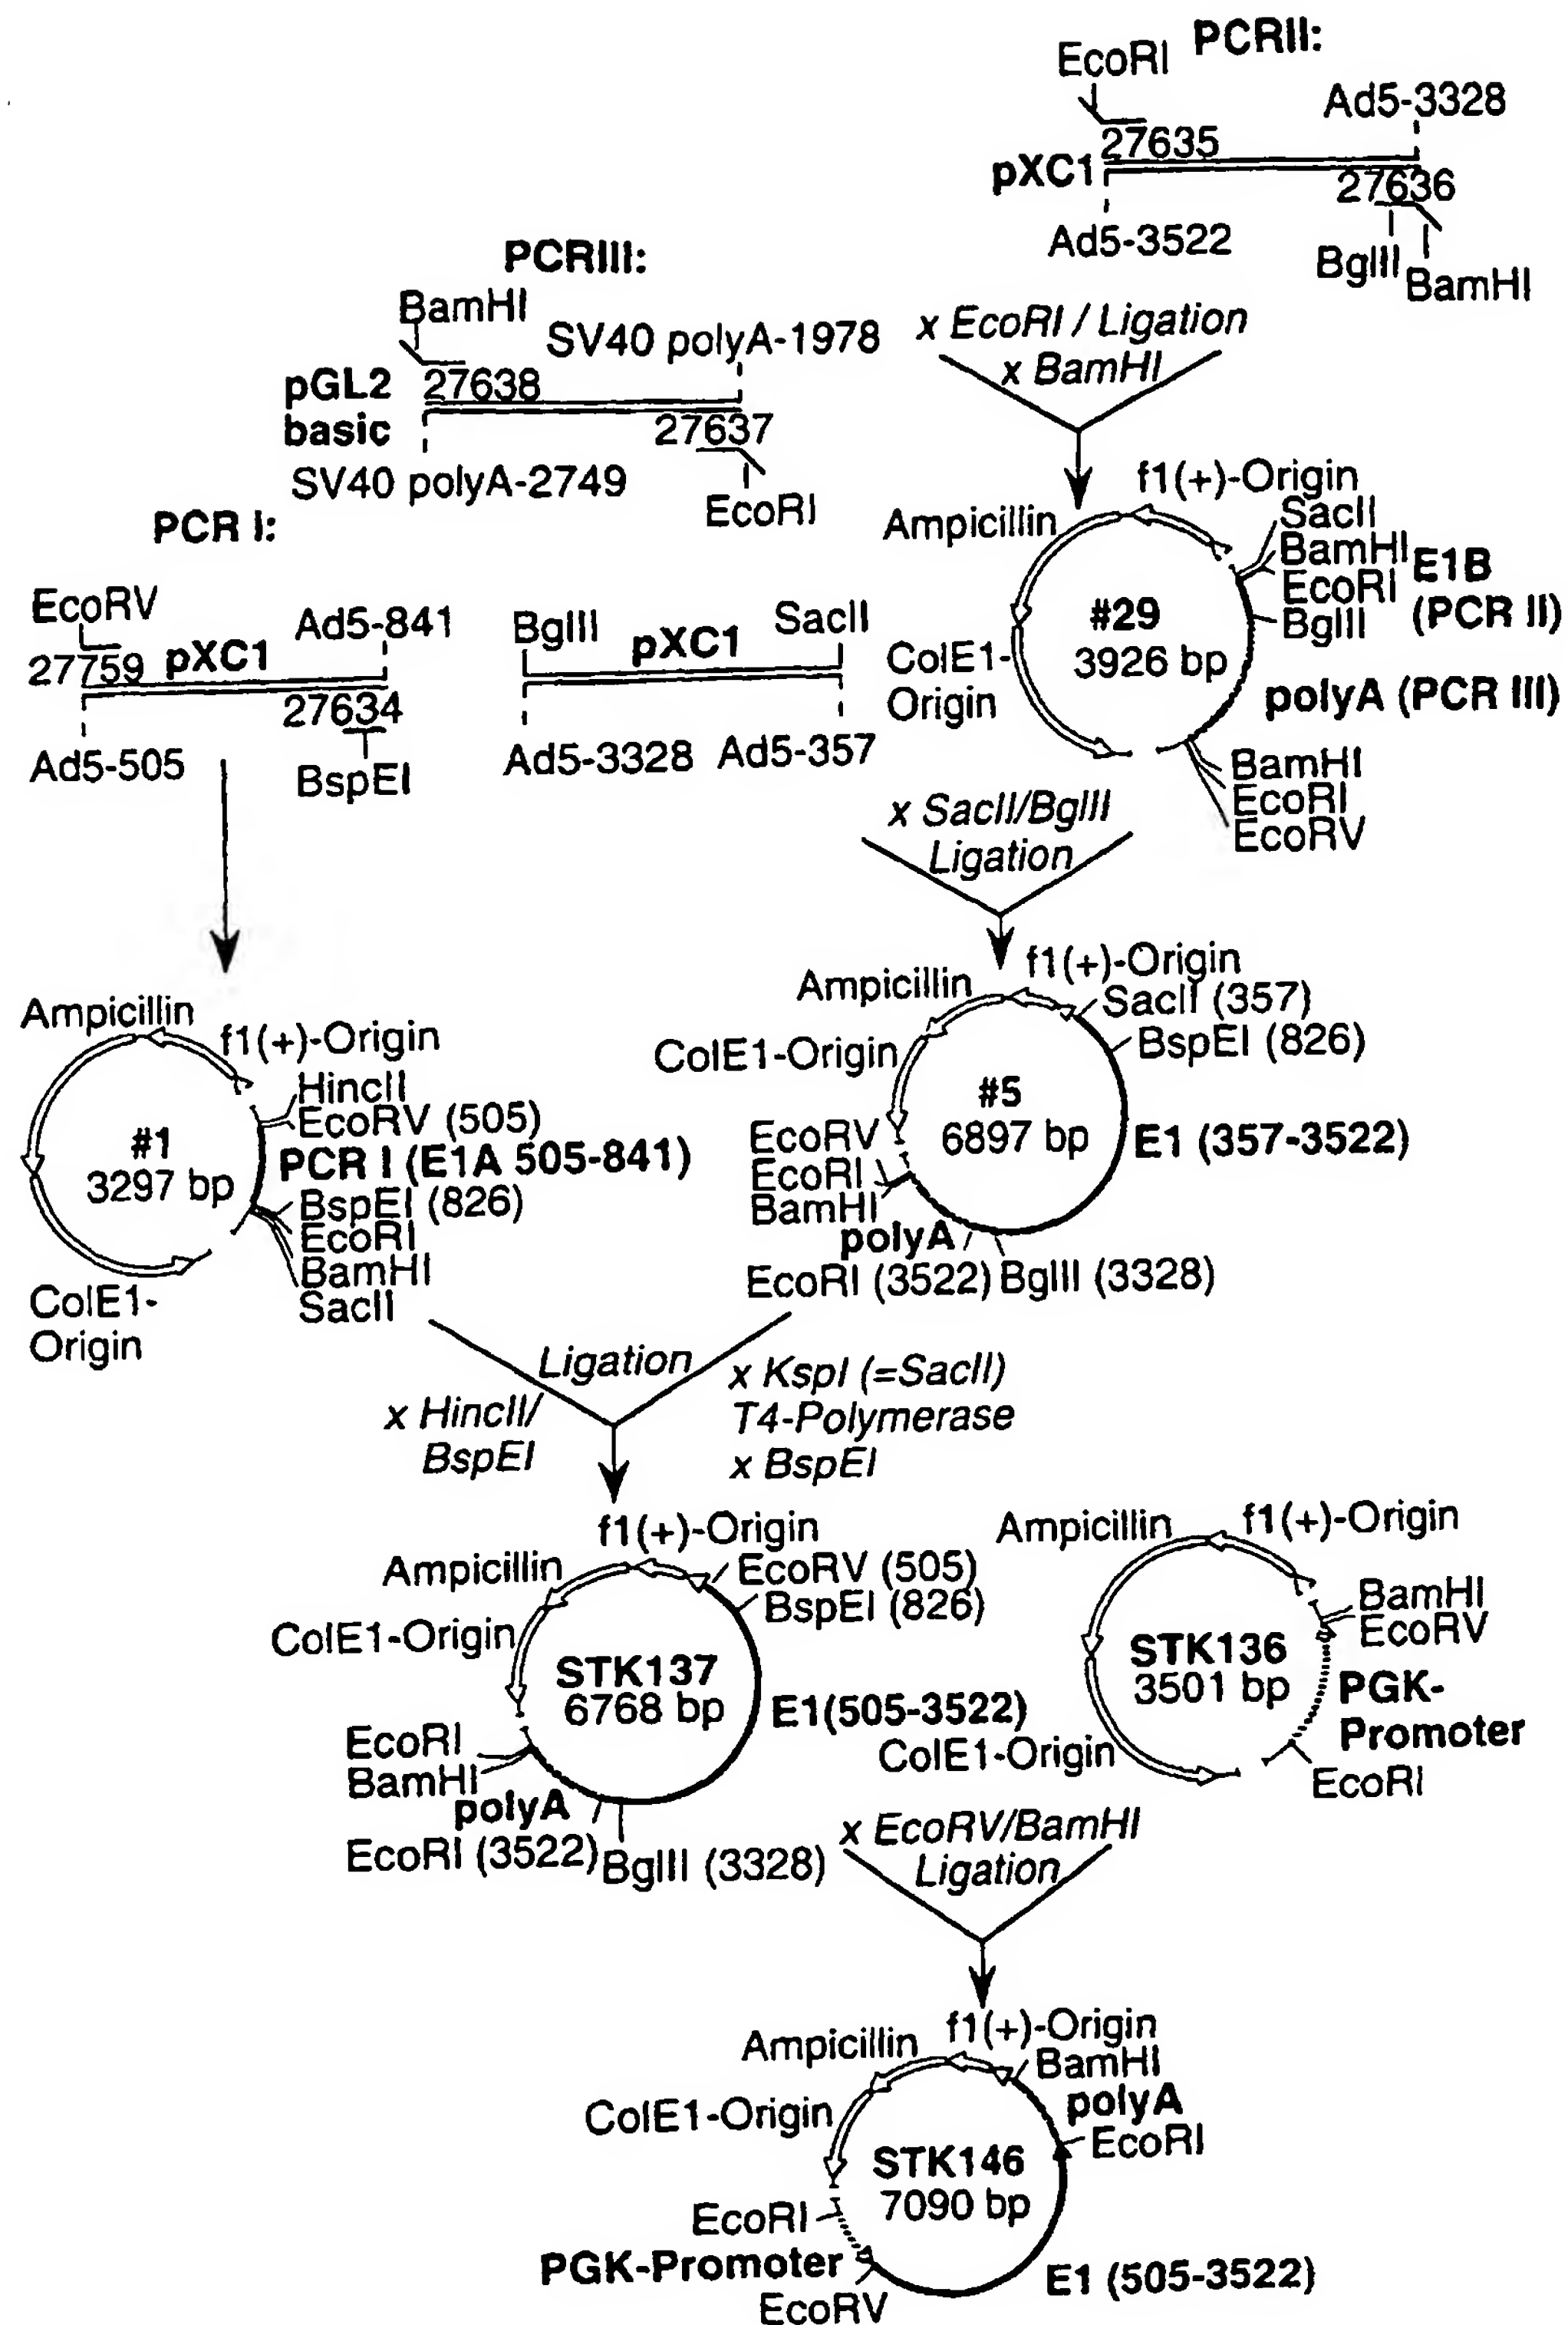 PCRII:
EcoRI
Ad5-3328
27635
pXC1
27636
Ad5-3522
BglII
BamHI
PCRIII:
BamHI
SV40 polyA-1978
pGL2
basic
27638
27637
SV40 polyA-2749
EcoRI
x EcoRI / Ligation
x BamHI
PCR I:
EcoRV
Ad5-841
27759
pXC1
27634
Ad5-505
BspEI
BglII
pXC1
SacII
Ad5-3328
Ad5-357
f1(+)-Origin
Ampicillin
SacII
BamHI
EcoRI
BglII
E1B
(PCR II)
#29
3926 bp
ColE1-
Origin
polyA (PCR III)
BamHI
EcoRI
EcoRV
x SacII/BglII
Ligation
Ampicillin
f1(+)-Origin
HincII
EcoRV (505)
#1
3297 bp
PCR I (E1A 505-841)
BspEI (826)
EcoRI
BamHI
SacII
ColE1-
Origin
f1(+)-Origin
Ampicillin
SacII (357)
BspEI (826)
ColE1-Origin
#5
6897 bp
E1 (357-3522)
EcoRV
EcoRI
BamHI
polyA
EcoRI (3522)
BglII (3328)
Ligation
x HincII/
BspEI
x KspI (=SacII)
T4-Polymerase
x BspEI
f1(+)-Origin
Ampicillin
EcoRV (505)
BspEI (826)
ColE1-Origin
STK137
6768 bp
E1(505-3522)
EcoRI
BamHI
polyA
EcoRI (3522)
BglII (3328)
Ampicillin
f1(+)-Origin
BamHI
EcoRV
STK136
3501 bp
PGK-
Promoter
ColE1-Origin
EcoRI
x EcoRV/BamHI
Ligation
f1(+)-Origin
Ampicillin
BamHI
polyA
EcoRI
ColE1-Origin
STK146
7090 bp
EcoRI
PGK-Promoter
EcoRV
E1 (505-3522)